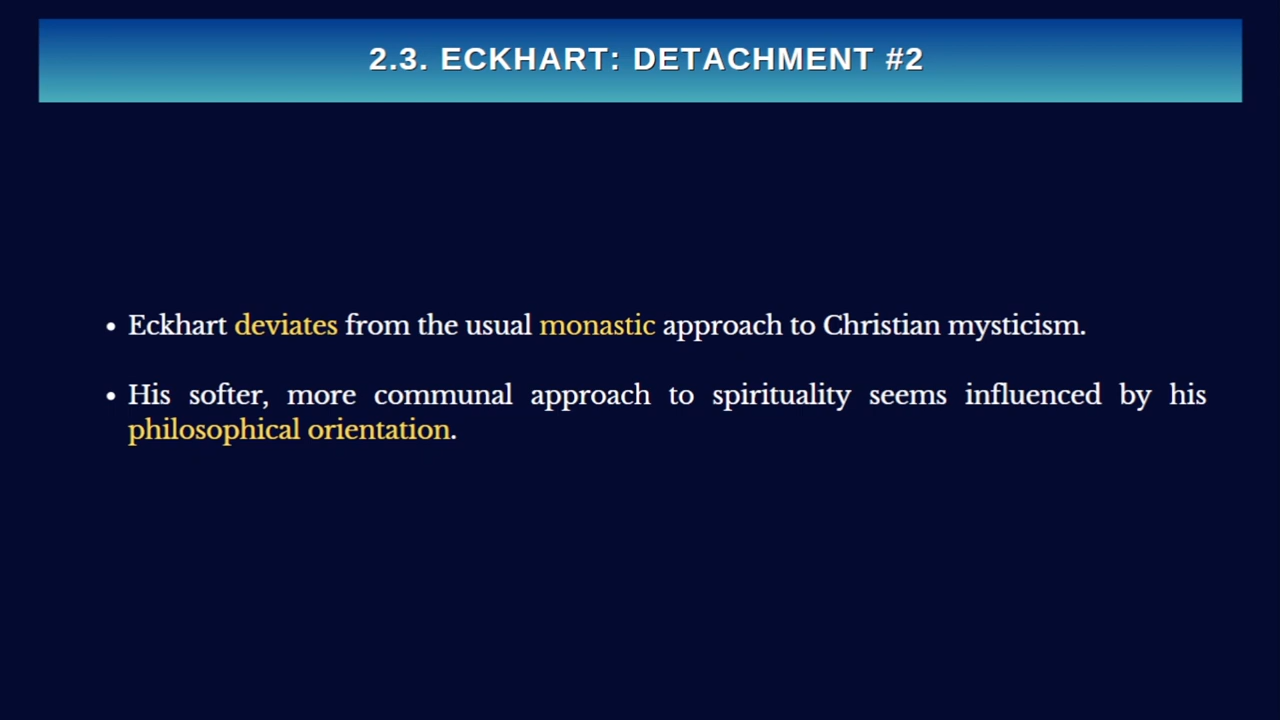 2.3. ECKHART: DETACHMENT #2
• Eckhart deviates from the usual monastic approach to Christian mysticism.
• His softer, more communal approach to spirituality seems influenced by his
philosophical orientation.